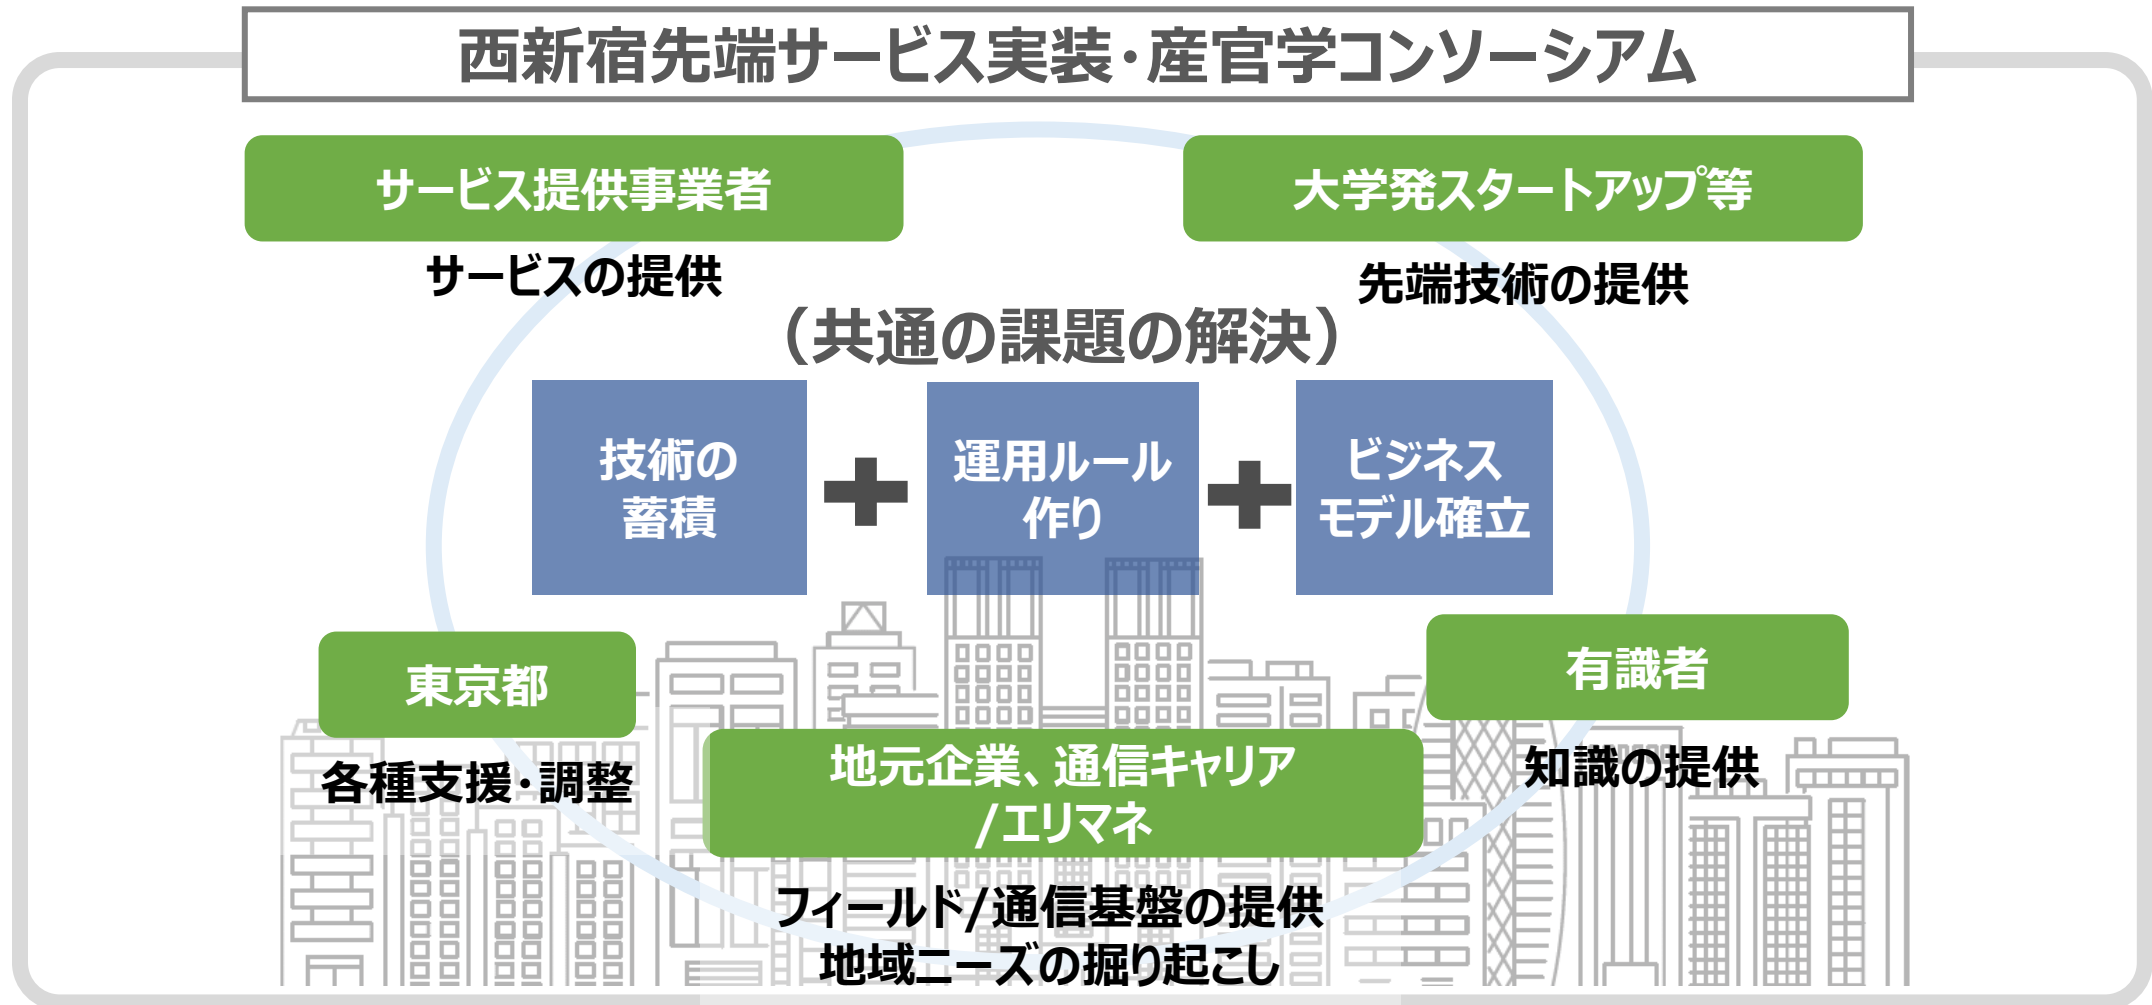 西新宿先端サービス実装・産官学コンソーシアム
サービス提供事業者
大学発スタートアップ等
サービスの提供
先端技術の提供
（共通の課題の解決）
技術の
蓄積
運用ルール
作り
ビジネス
モデル確立
東京都
有識者
各種支援・調整
地元企業、通信キャリア
/エリマネ
知識の提供
フィールド/通信基盤の提供
地域ニーズの掘り起こし